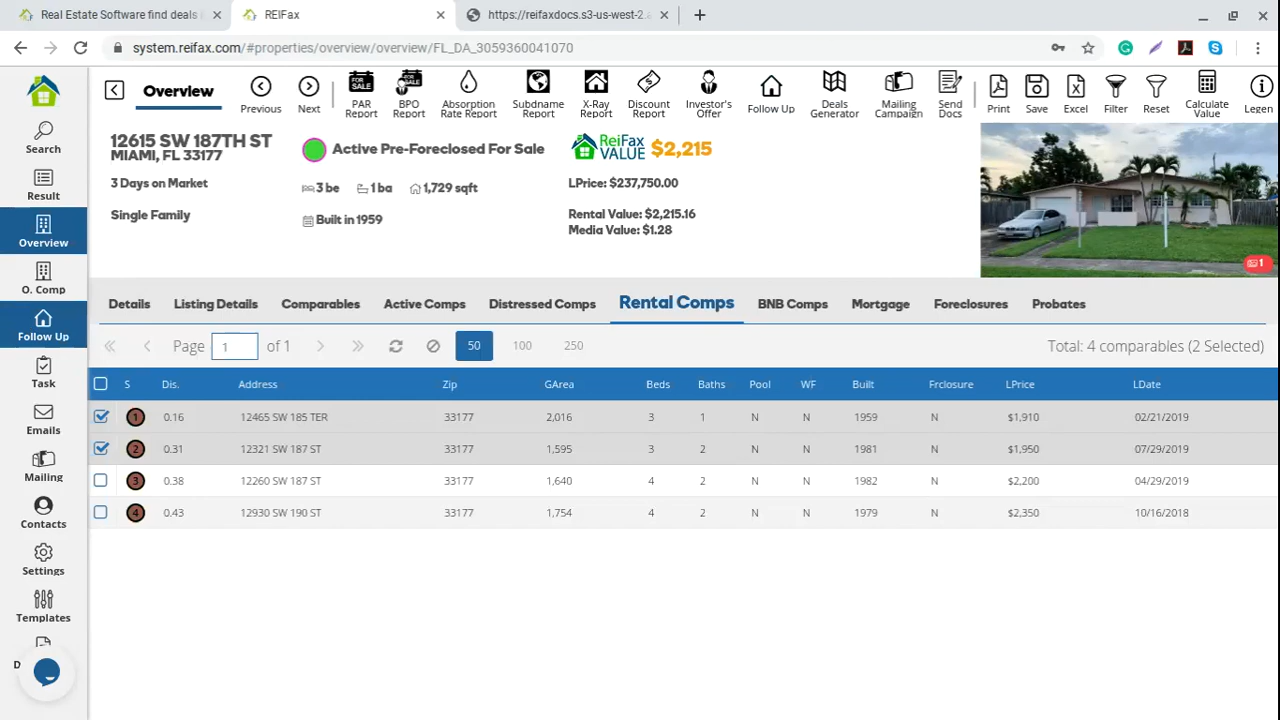 Real Estate Software find deals
REIFax
https://reifaxdocs.s3-us-west-2.
system.reifax.com/#properties/overview/overview/FL_DA_3059360041070
Overview
Previous
Next
PAR Report
BPO Report
Absorption Rate Report
Subdname Report
X-Ray Report
Discount Report
Investor's Offer
Follow Up
Deals Generator
Mailing Campaign
Send Docs
Print
Save
Excel
Filter
Reset
Calculate Value
Legen
Search
Result
Overview
O. Comp
Follow Up
Task
Emails
Mailing
Contacts
Settings
Templates
D
12615 SW 187TH ST
MIAMI, FL 33177
3 Days on Market
Single Family
Active Pre-Foreclosed For Sale
3 be 1 ba 1,729 sqft
Built in 1959
ReiFax VALUE $2,215
LPrice: $237,750.00
Rental Value: $2,215.16
Media Value: $1.28
1
Details Listing Details Comparables Active Comps Distressed Comps Rental Comps BNB Comps Mortgage Foreclosures Probates
Page 1 of 1 50 100 250 Total: 4 comparables (2 Selected)
S Dis. Address Zip GArea Beds Baths Pool WF Built Frclosure LPrice LDate
1 0.16 12465 SW 185 TER 33177 2,016 3 1 N N 1959 N $1,910 02/21/2019
2 0.31 12321 SW 187 ST 33177 1,595 3 2 N N 1981 N $1,950 07/29/2019
3 0.38 12260 SW 187 ST 33177 1,640 4 2 N N 1982 N $2,200 04/29/2019
4 0.43 12930 SW 190 ST 33177 1,754 4 2 N N 1979 N $2,350 10/16/2018